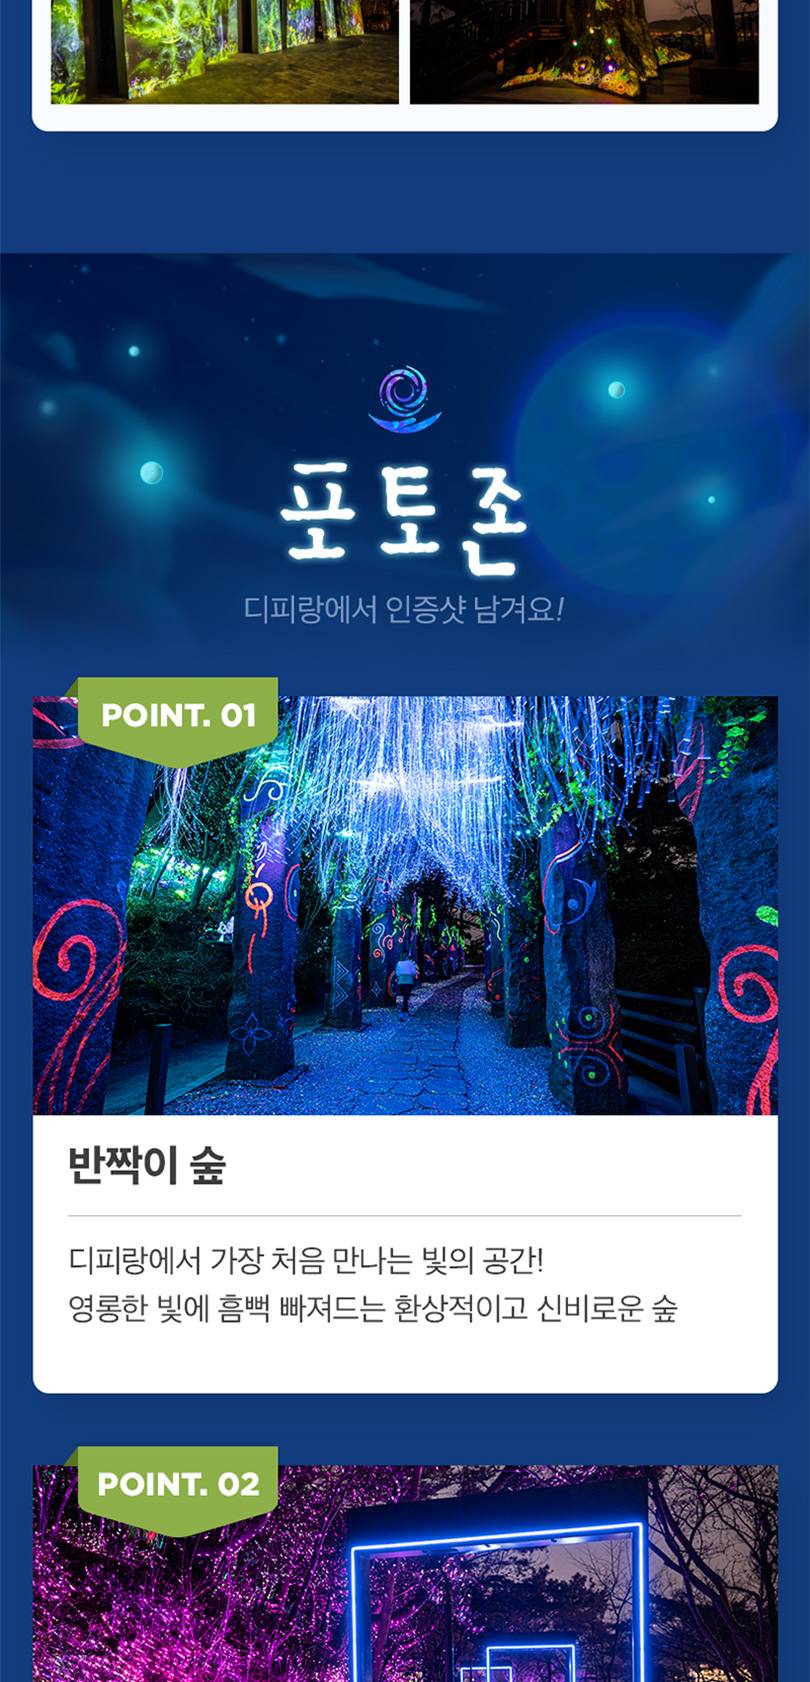 포토존
디피랑에서 인증샷 남겨요!
POINT. 01
반짝이 숲
디피랑에서 가장 처음 만나는 빛의 공간!
영롱한 빛에 흠뻑 빠져드는 환상적이고 신비로운 숲
POINT. 02